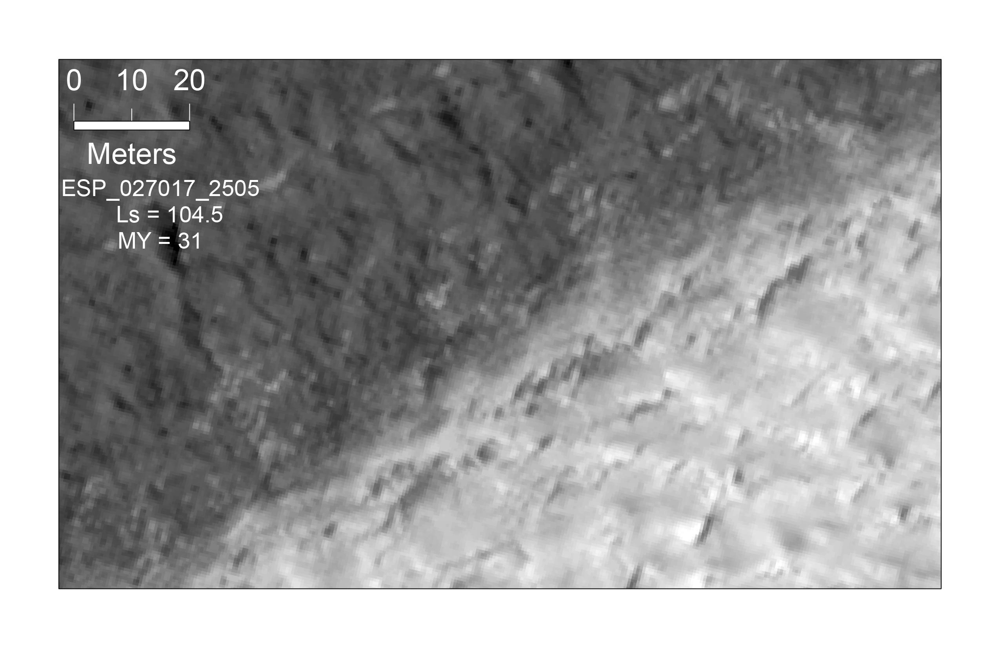 0 10 20
Meters
ESP_027017_2505
Ls = 104.5
MY = 31